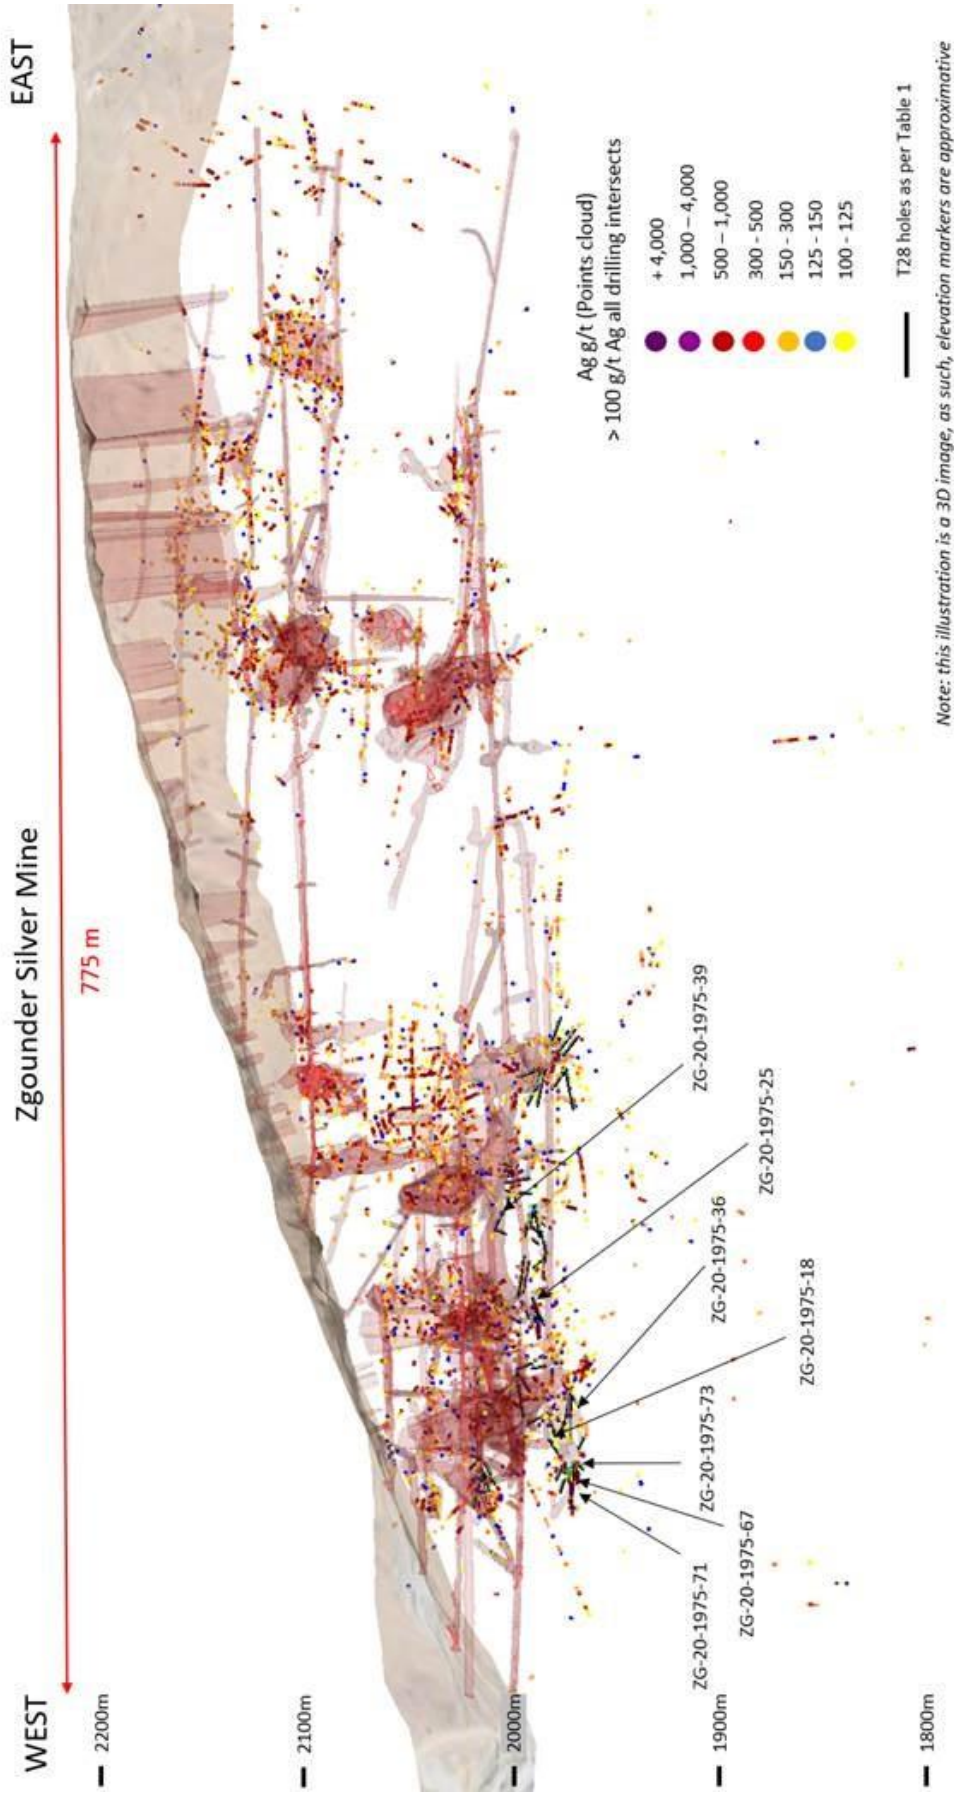 Zgounder Silver Mine
WEST
EAST
775 m
2200m
2100m
2000m
1900m
1800m
ZG-20-1975-71
ZG-20-1975-67
ZG-20-1975-73
ZG-20-1975-18
ZG-20-1975-36
ZG-20-1975-25
ZG-20-1975-39
Ag g/t (Points cloud)
> 100 g/t Ag all drilling intersects
+ 4,000
1,000 – 4,000
500 – 1,000
300 - 500
150 - 300
125 - 150
100 - 125
T28 holes as per Table 1
Note: this illustration is a 3D image, as such, elevation markers are approximative